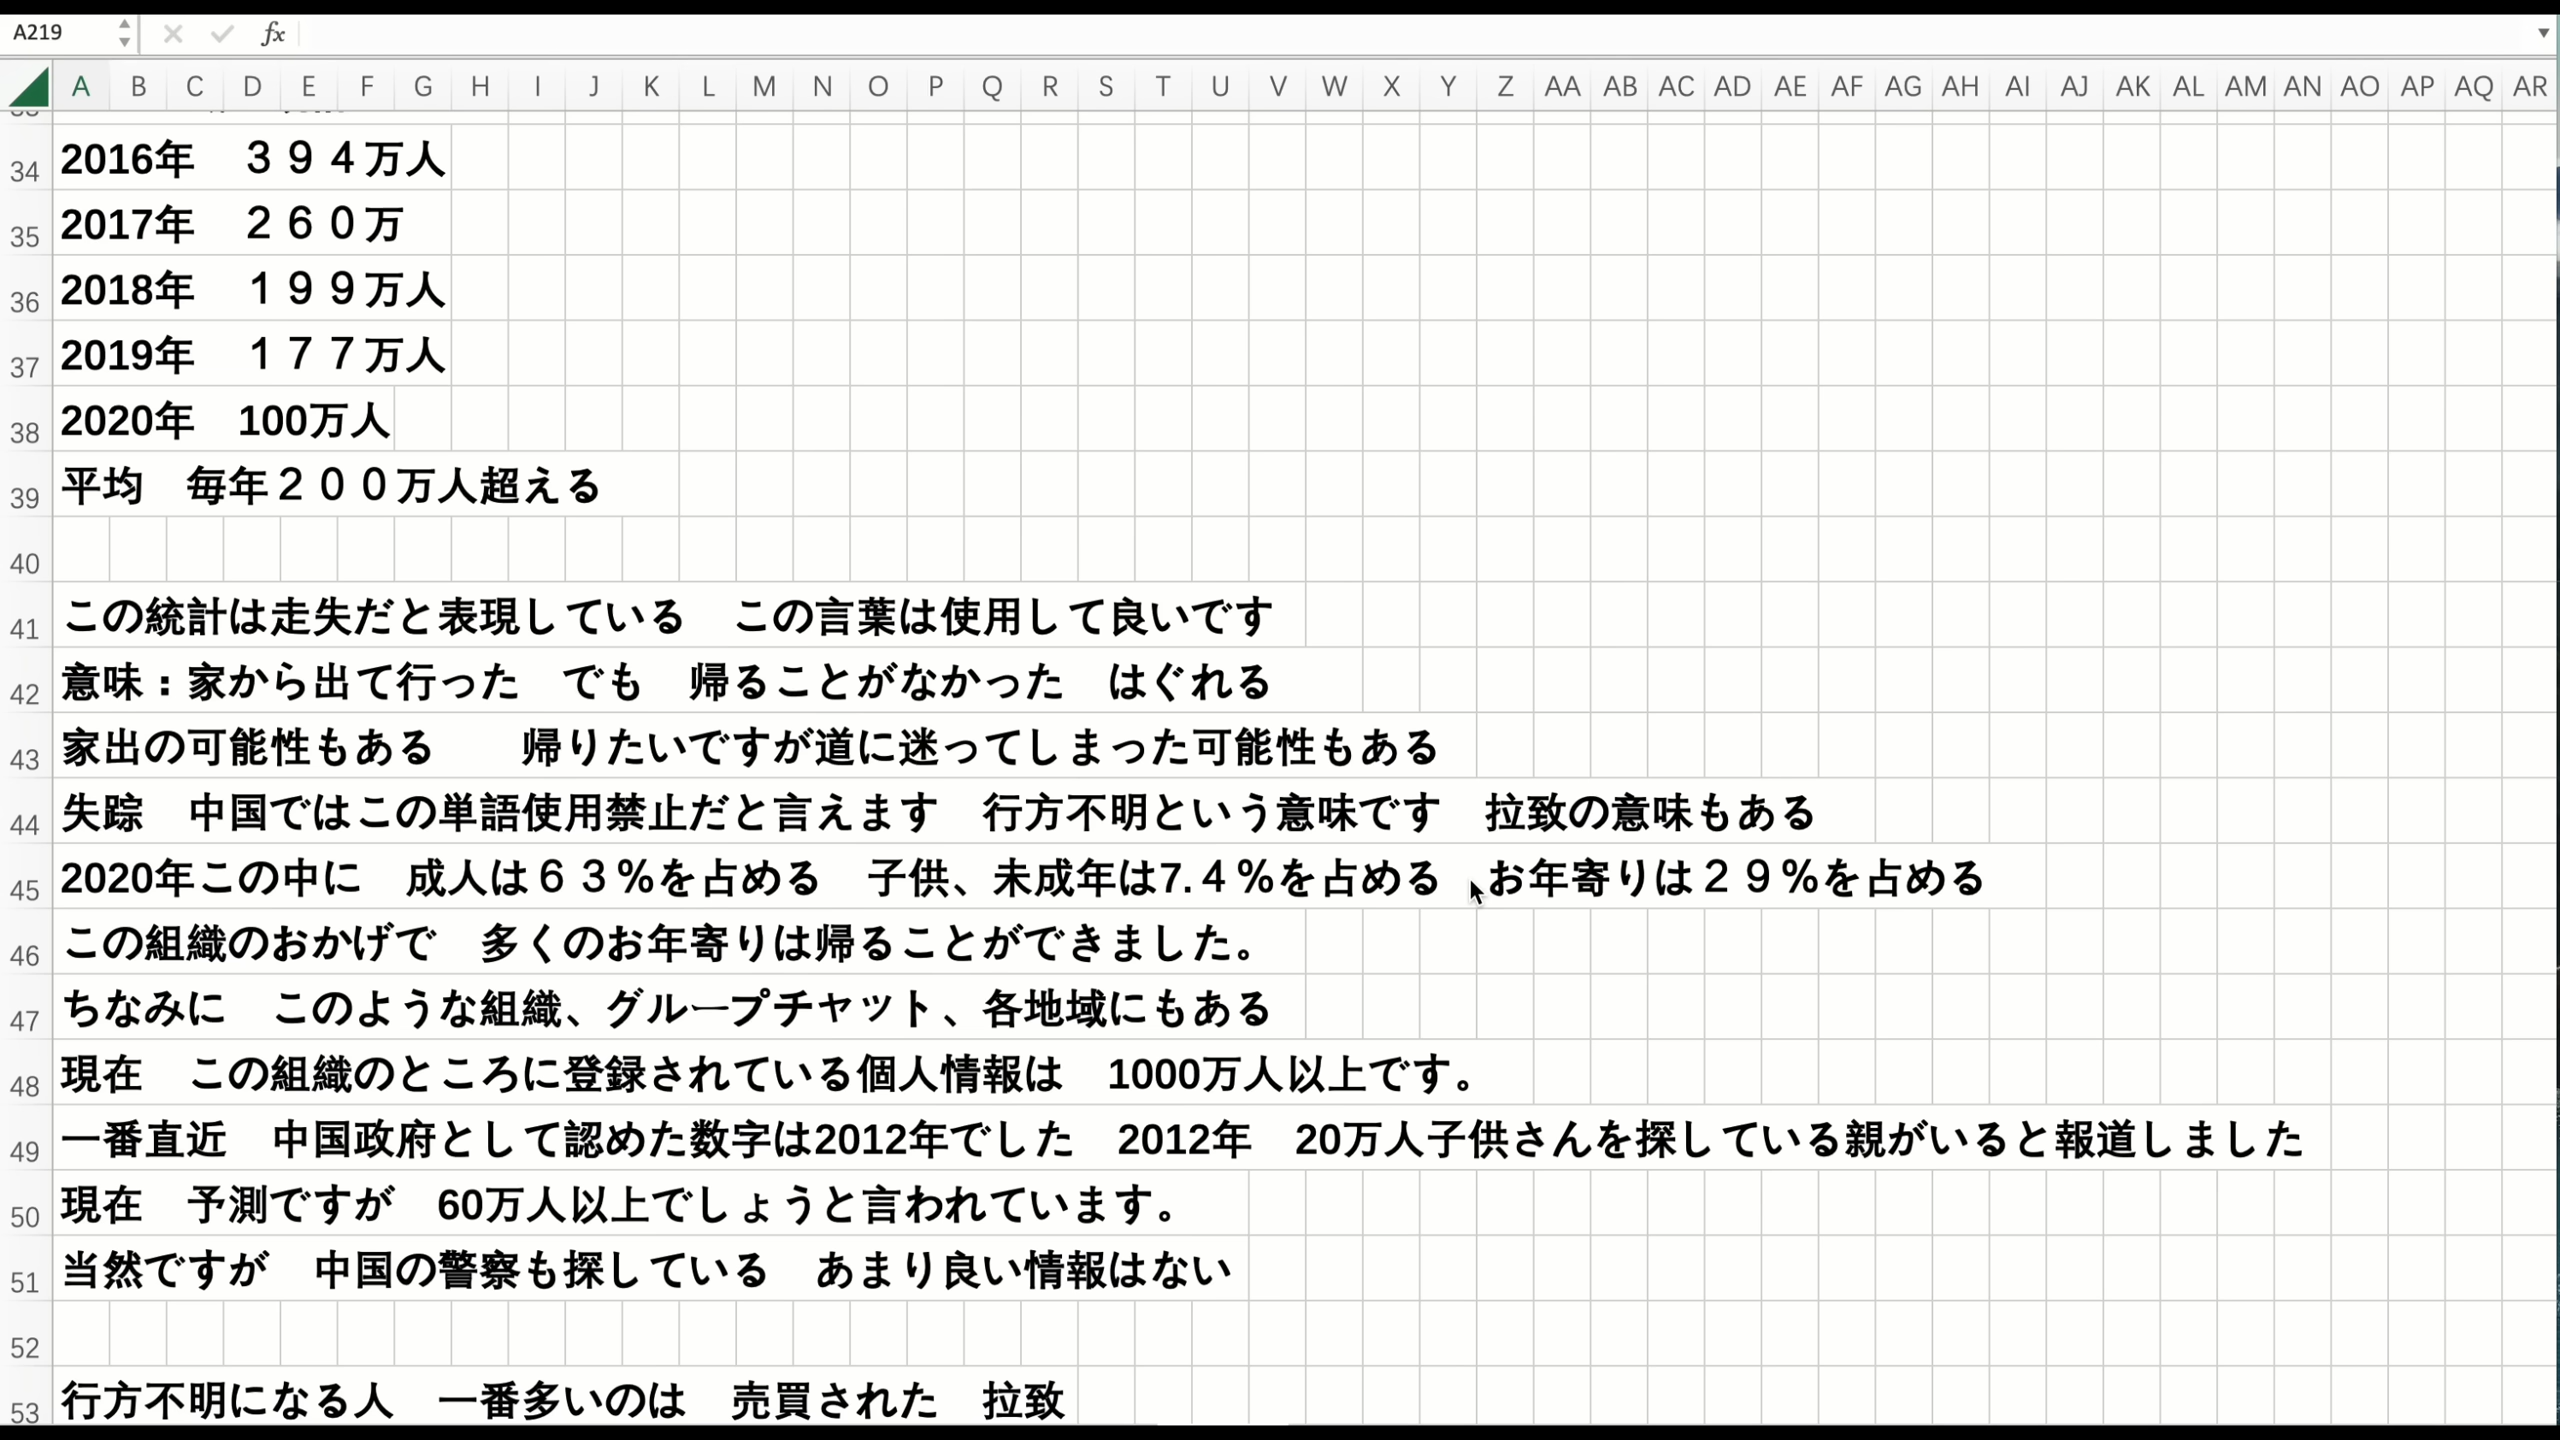 A219
fx
A B C D E F G H I J K L M N O P Q R S T U V W X Y Z AA AB AC AD AE AF AG AH AI AJ AK AL AM AN AO AP AQ AR
34 2016年　３９４万人
35 2017年　２６０万
36 2018年　１９９万人
37 2019年　１７７万人
38 2020年　100万人
39 平均　毎年２００万人超える
40
41 この統計は走失だと表現している　この言葉は使用して良いです
42 意味：家から出て行った　でも　帰ることがなかった　はぐれる
43 家出の可能性もある　　帰りたいですが道に迷ってしまった可能性もある
44 失踪　中国ではこの単語使用禁止だと言えます　行方不明という意味です　拉致の意味もある
45 2020年この中に　成人は６３％を占める　子供、未成年は7.４％を占める　お年寄りは２９％を占める
46 この組織のおかげで　多くのお年寄りは帰ることができました。
47 ちなみに　このような組織、グループチャット、各地域にもある
48 現在　この組織のところに登録されている個人情報は　1000万人以上です。
49 一番直近　中国政府として認めた数字は2012年でした　2012年　20万人子供さんを探している親がいると報道しました
50 現在　予測ですが　60万人以上でしょうと言われています。
51 当然ですが　中国の警察も探している　あまり良い情報はない
52
53 行方不明になる人　一番多いのは　売買された　拉致